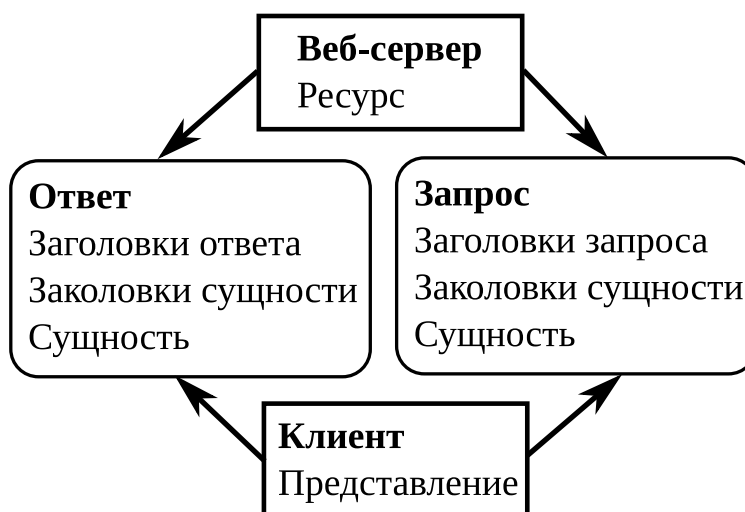 Веб-сервер
Ресурс
Ответ
Заголовки ответа
Заколовки сущности
Сущность
Запрос
Заголовки запроса
Заколовки сущности
Сущность
Клиент
Представление